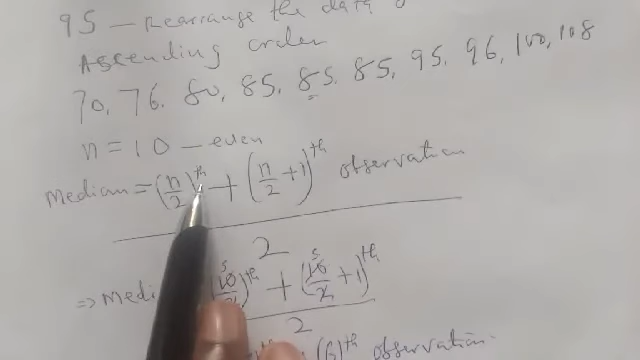 95 - Rearrange the data
Ascending order
70, 76, 80, 85, 85, 85, 95, 96, 100, 108
n = 10 - even
Median = (n/2)th + (n/2 + 1)th observation
2
=> Med (10/2)th + (10/2 + 1)th
2
(6)th observation.